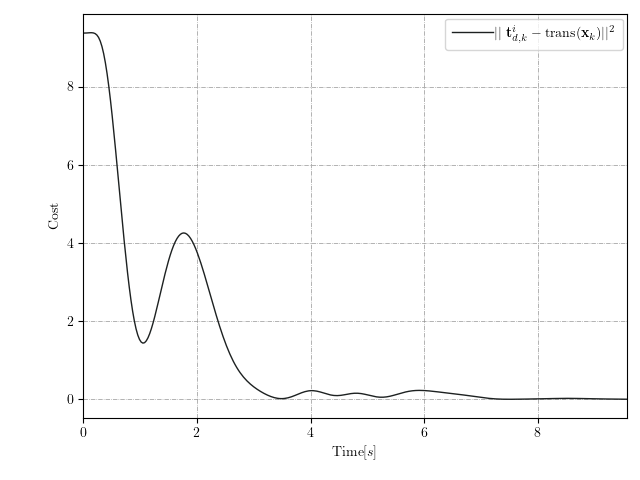 || t^i_{d,k} − trans(x_k)||^2
8
6
4
2
0
Cost
0 2 4 6 8
Time[s]